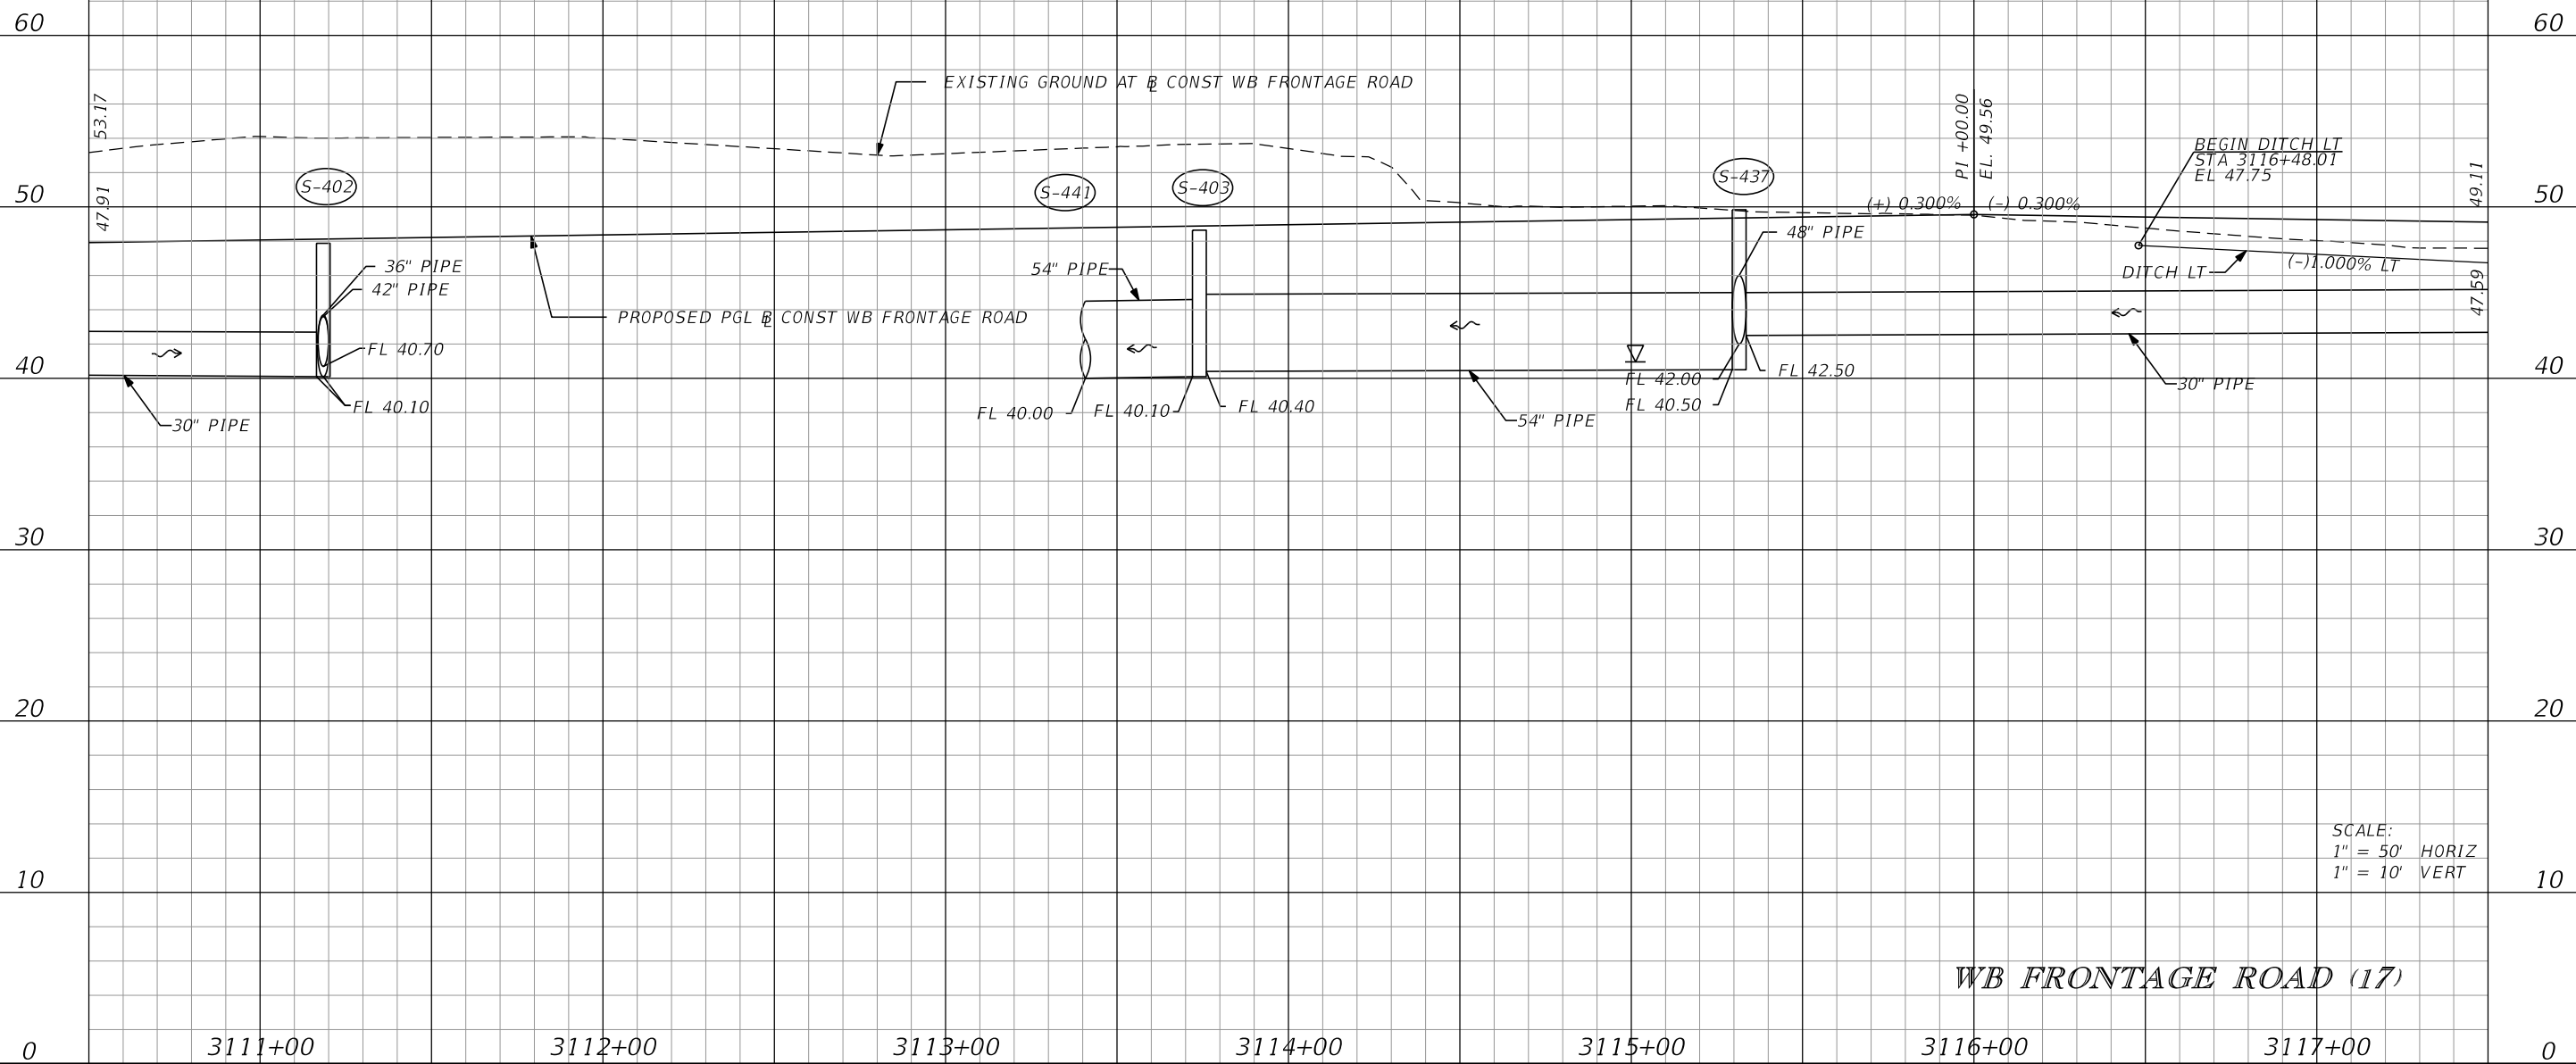 60
60
EXISTING GROUND AT ℄ CONST WB FRONTAGE ROAD
53.17
PI +00.00
EL. 49.56
BEGIN DITCH LT
STA 3116+48.01
EL 47.75
49.11
S-402
S-441
S-403
S-437
50
47.91
(+) 0.300%
(-) 0.300%
50
48" PIPE
36" PIPE
42" PIPE
54" PIPE
DITCH LT
(-)1.000% LT
47.59
PROPOSED PGL ℄ CONST WB FRONTAGE ROAD
FL 40.70
40
40
FL 42.00
FL 42.50
30" PIPE
FL 40.10
FL 40.00
FL 40.10
FL 40.40
FL 40.50
30" PIPE
54" PIPE
30
30
20
20
SCALE:
1" = 50' HORIZ
1" = 10' VERT
10
10
WB FRONTAGE ROAD (17)
0
3111+00
3112+00
3113+00
3114+00
3115+00
3116+00
3117+00
0